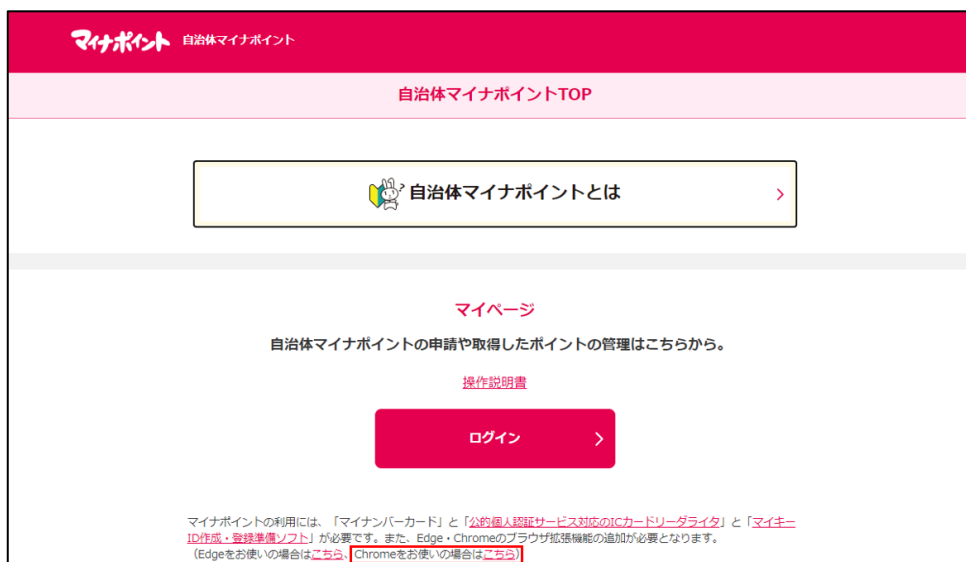 マイナポイント 自治体マイナポイント
自治体マイナポイントTOP
? 自治体マイナポイントとは
マイページ
自治体マイナポイントの申請や取得したポイントの管理はこちらから。
操作説明書
ログイン
マイナポイントの利用には、「マイナンバーカード」と「公的個人認証サービス対応のICカードリーダライタ」と「マイキー
ID作成・登録準備ソフト」が必要です。また、Edge・Chromeのブラウザ拡張機能の追加が必要となります。
（Edgeをお使いの場合はこちら、Chromeをお使いの場合はこちら）